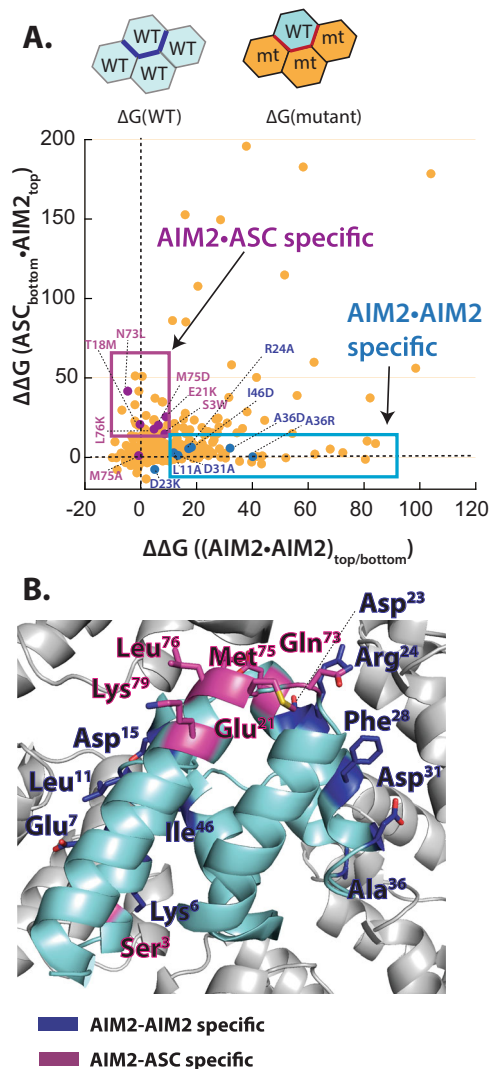 A.
WT
WT WT
WT
WT
mt mt
mt
ΔG(WT) ΔG(mutant)
ΔΔG (ASCbottom•AIM2top)
200
150
100
50
0
-20 0 20 40 60 80 100 120
ΔΔG ((AIM2•AIM2)top/bottom)
AIM2•ASC specific
AIM2•AIM2
specific
N73L
T18M
R24A
M75D
E21K
S3W
I46D
A36D
A36R
L76K
M75A
D23K
L11A
D31A
B.
Asp23
Leu76
Met75
Gln73
Arg24
Lys79
Glu21
Phe28
Asp15
Asp31
Leu11
Ile46
Glu7
Ala36
Lys6
Ser3
AIM2-AIM2 specific
AIM2-ASC specific